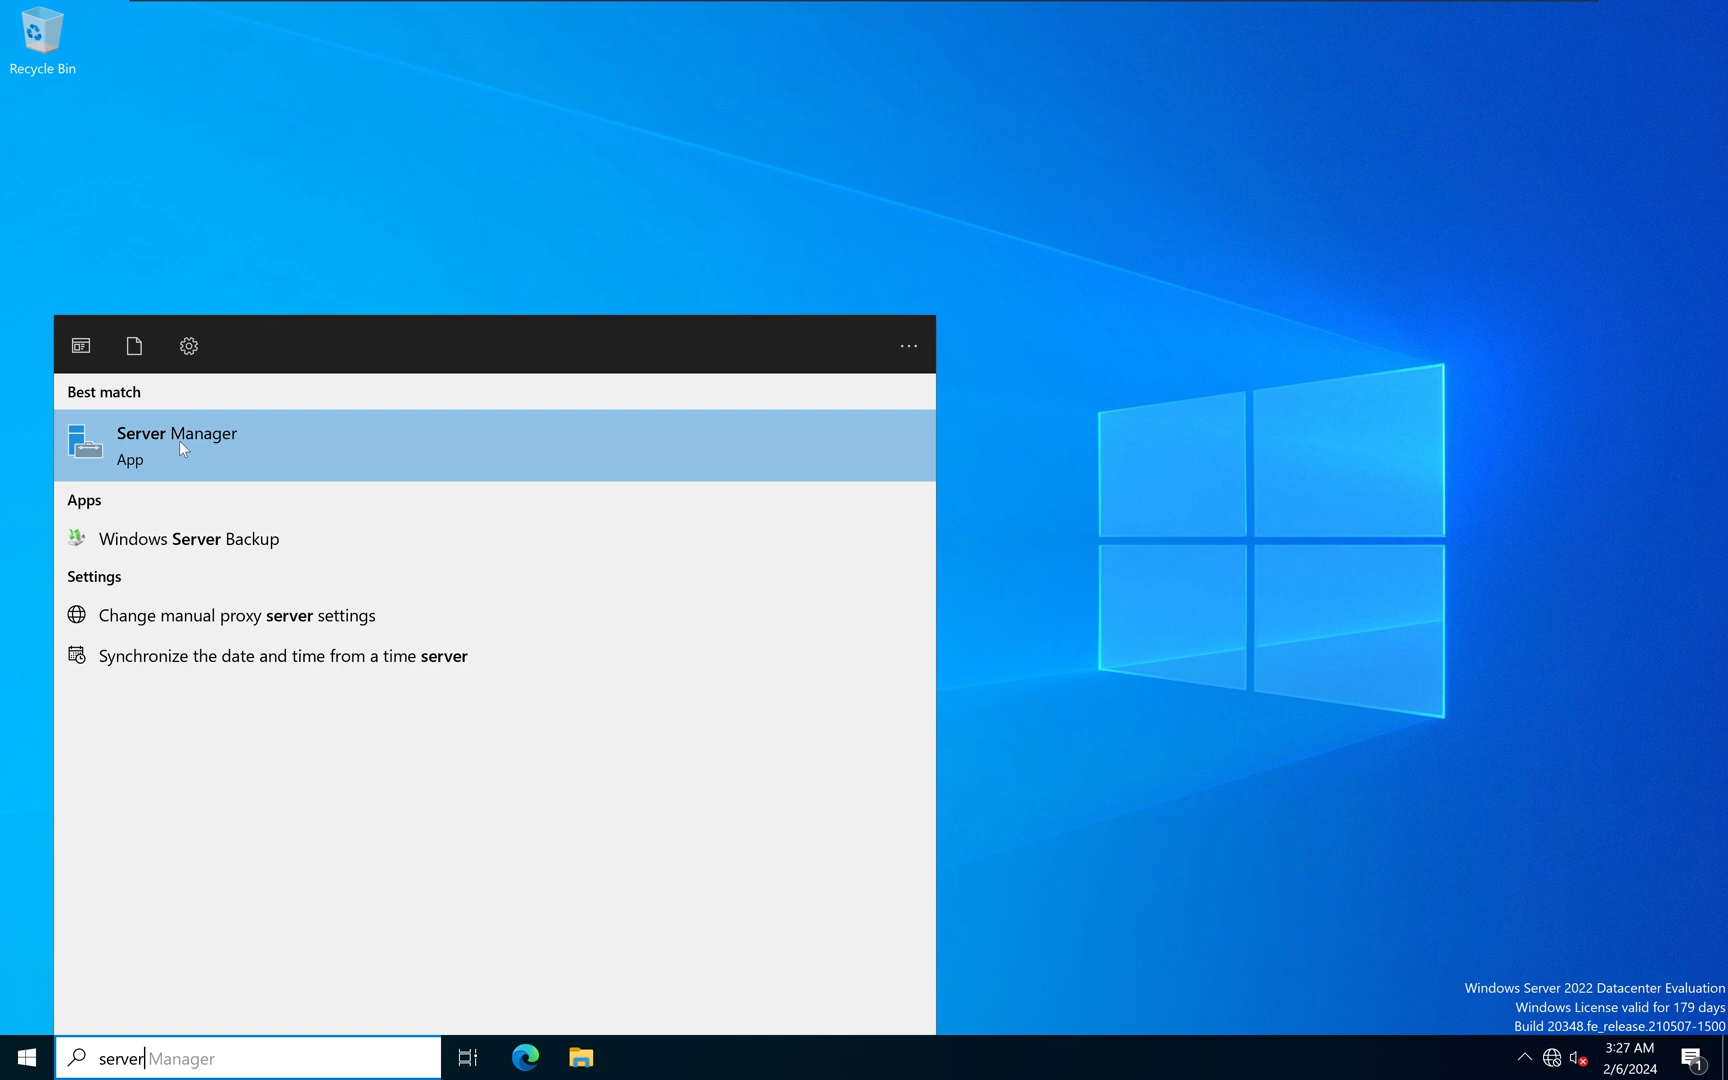 Recycle Bin
Best match
Server Manager
App
Apps
Windows Server Backup
Settings
Change manual proxy server settings
Synchronize the date and time from a time server
Windows Server 2022 Datacenter Evaluation
Windows License valid for 179 days
Build 20348.fe_release.210507-1500
server Manager
3:27 AM
2/6/2024
1